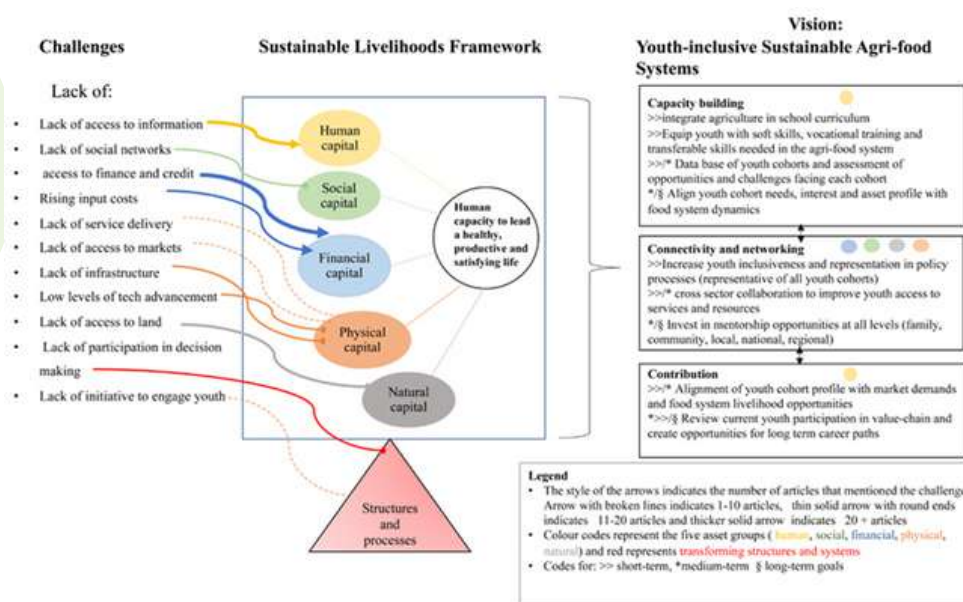 Challenges
Lack of:
• Lack of access to information
• Lack of social networks
• access to finance and credit
• Rising input costs
• Lack of service delivery
• Lack of access to markets
• Lack of infrastructure
• Low levels of tech advancement
• Lack of access to land
• Lack of participation in decision
making
• Lack of initiative to engage youth
Sustainable Livelihoods Framework
Human
capital
Social
capital
Financial
capital
Physical
capital
Natural
capital
Human
capacity to lead
a healthy,
productive and
satisfying life
Structures
and
processes
Vision:
Youth-inclusive Sustainable Agri-food
Systems
Capacity building
>>integrate agriculture in school curriculum
>>Equip youth with soft skills, vocational training and
transferable skills needed in the agri-food system
>>/* Data base of youth cohorts and assessment of
opportunities and challenges facing each cohort
*/§ Align youth cohort needs, interest and asset profile with
food system dynamics
Connectivity and networking
>>Increase youth inclusiveness and representation in policy
processes (representative of all youth cohorts)
>>/* cross sector collaboration to improve youth access to
services and resources
*/§ Invest in mentorship opportunities at all levels (family,
community, local, national, regional)
Contribution
>>/* Alignment of youth cohort profile with market demands
and food system livelihood opportunities
*>>/§ Review current youth participation in value-chain and
create opportunities for long term career paths
Legend
• The style of the arrows indicates the number of articles that mentioned the challenge
Arrow with broken lines indicates 1-10 articles, thin solid arrow with round ends
indicates 11-20 articles and thicker solid arrow indicates 20 + articles
• Colour codes represent the five asset groups ( human, social, financial, physical,
natural) and red represents transforming structures and systems
• Codes for: >> short-term, *medium-term § long-term goals